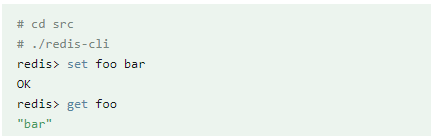 # cd src
# ./redis-cli
redis> set foo bar
OK
redis> get foo
"bar"